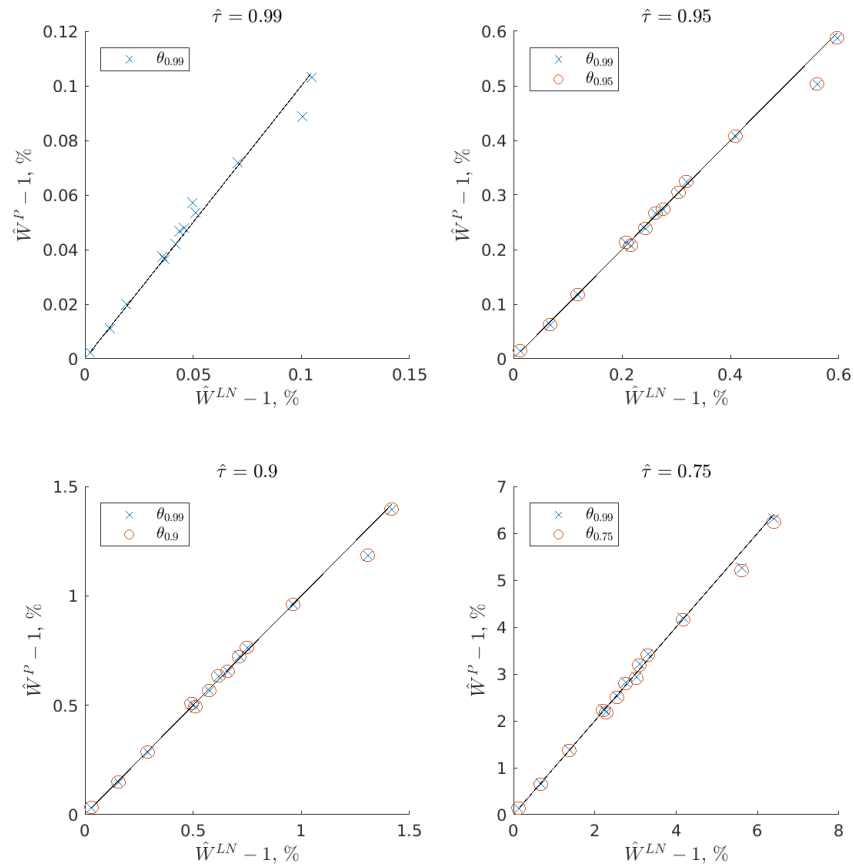 τ̂ = 0.99
0.12
0.1
0.08
0.06
0.04
0.02
0
θ0.99
Ŵ^P − 1, %
0 0.05 0.1 0.15
Ŵ^LN − 1, %
τ̂ = 0.95
0.6
0.5
0.4
0.3
0.2
0.1
0
θ0.99
θ0.95
Ŵ^P − 1, %
0 0.2 0.4 0.6
Ŵ^LN − 1, %
τ̂ = 0.9
1.5
1
0.5
0
θ0.99
θ0.9
Ŵ^P − 1, %
0 0.5 1 1.5
Ŵ^LN − 1, %
τ̂ = 0.75
7
6
5
4
3
2
1
0
θ0.99
θ0.75
Ŵ^P − 1, %
0 2 4 6 8
Ŵ^LN − 1, %